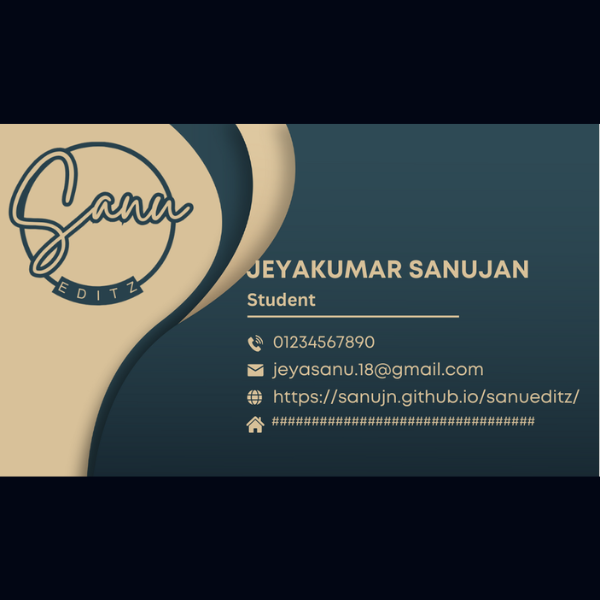 Sanu
EDITZ
JEYAKUMAR SANUJAN
Student
01234567890
jeyasanu.18@gmail.com
https://sanujn.github.io/sanueditz/
#################################